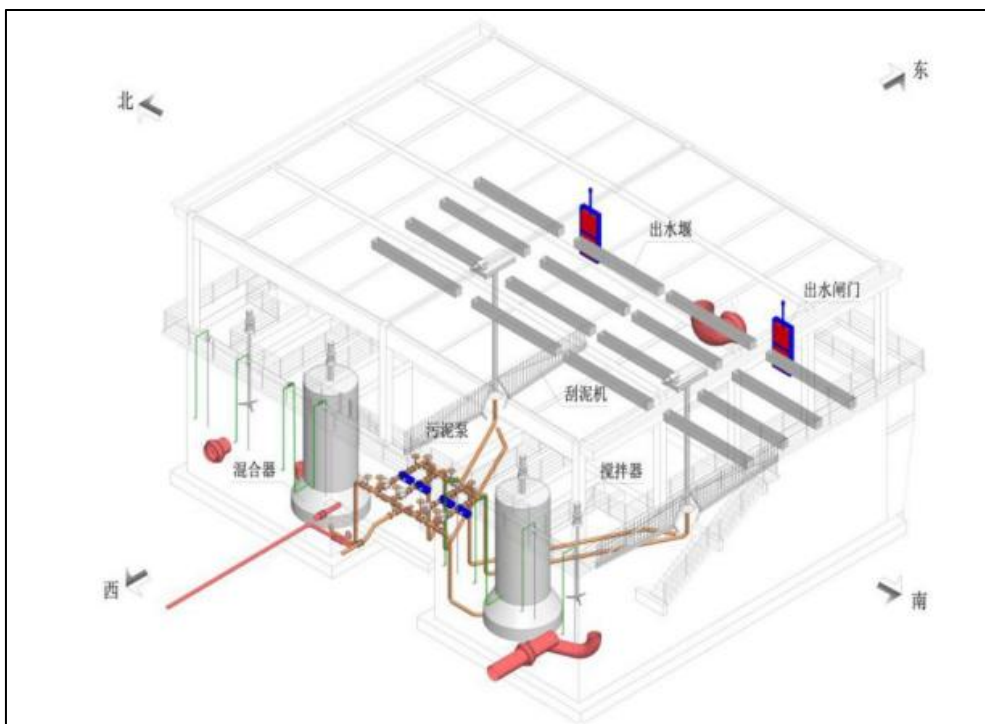 东
北
出水堰
出水闸门
刮泥机
污泥泵
混合器
搅拌器
西
南